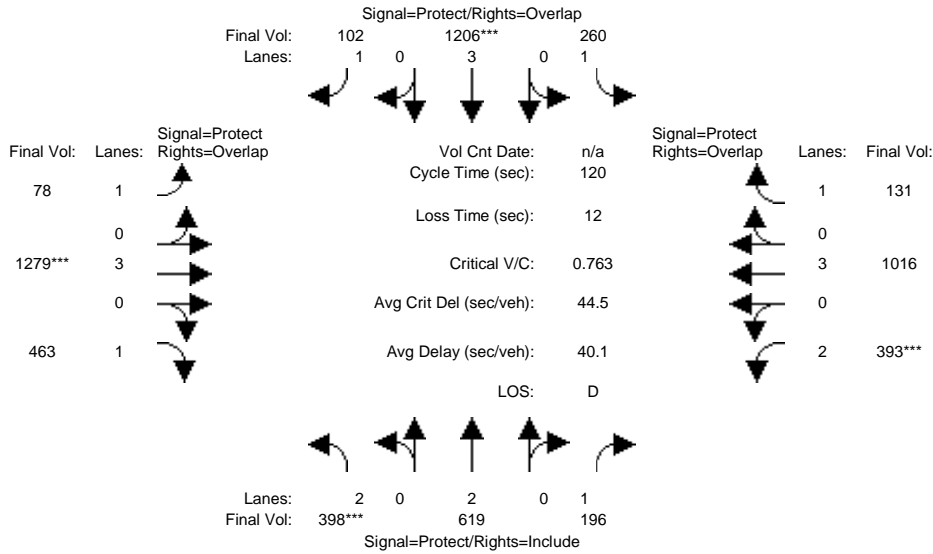 Signal=Protect/Rights=Overlap
Final Vol: 102 1206*** 260
Lanes: 1 0 3 0 1
Signal=Protect Signal=Protect
Final Vol: Lanes: Rights=Overlap Vol Cnt Date: n/a Rights=Overlap Lanes: Final Vol:
Cycle Time (sec): 120
78 1 1 131
Loss Time (sec): 12
0 0
1279*** 3 Critical V/C: 0.763 3 1016
0 Avg Crit Del (sec/veh): 44.5 0
463 1 Avg Delay (sec/veh): 40.1 2 393***
LOS: D
Lanes: 2 0 2 0 1
Final Vol: 398*** 619 196
Signal=Protect/Rights=Include